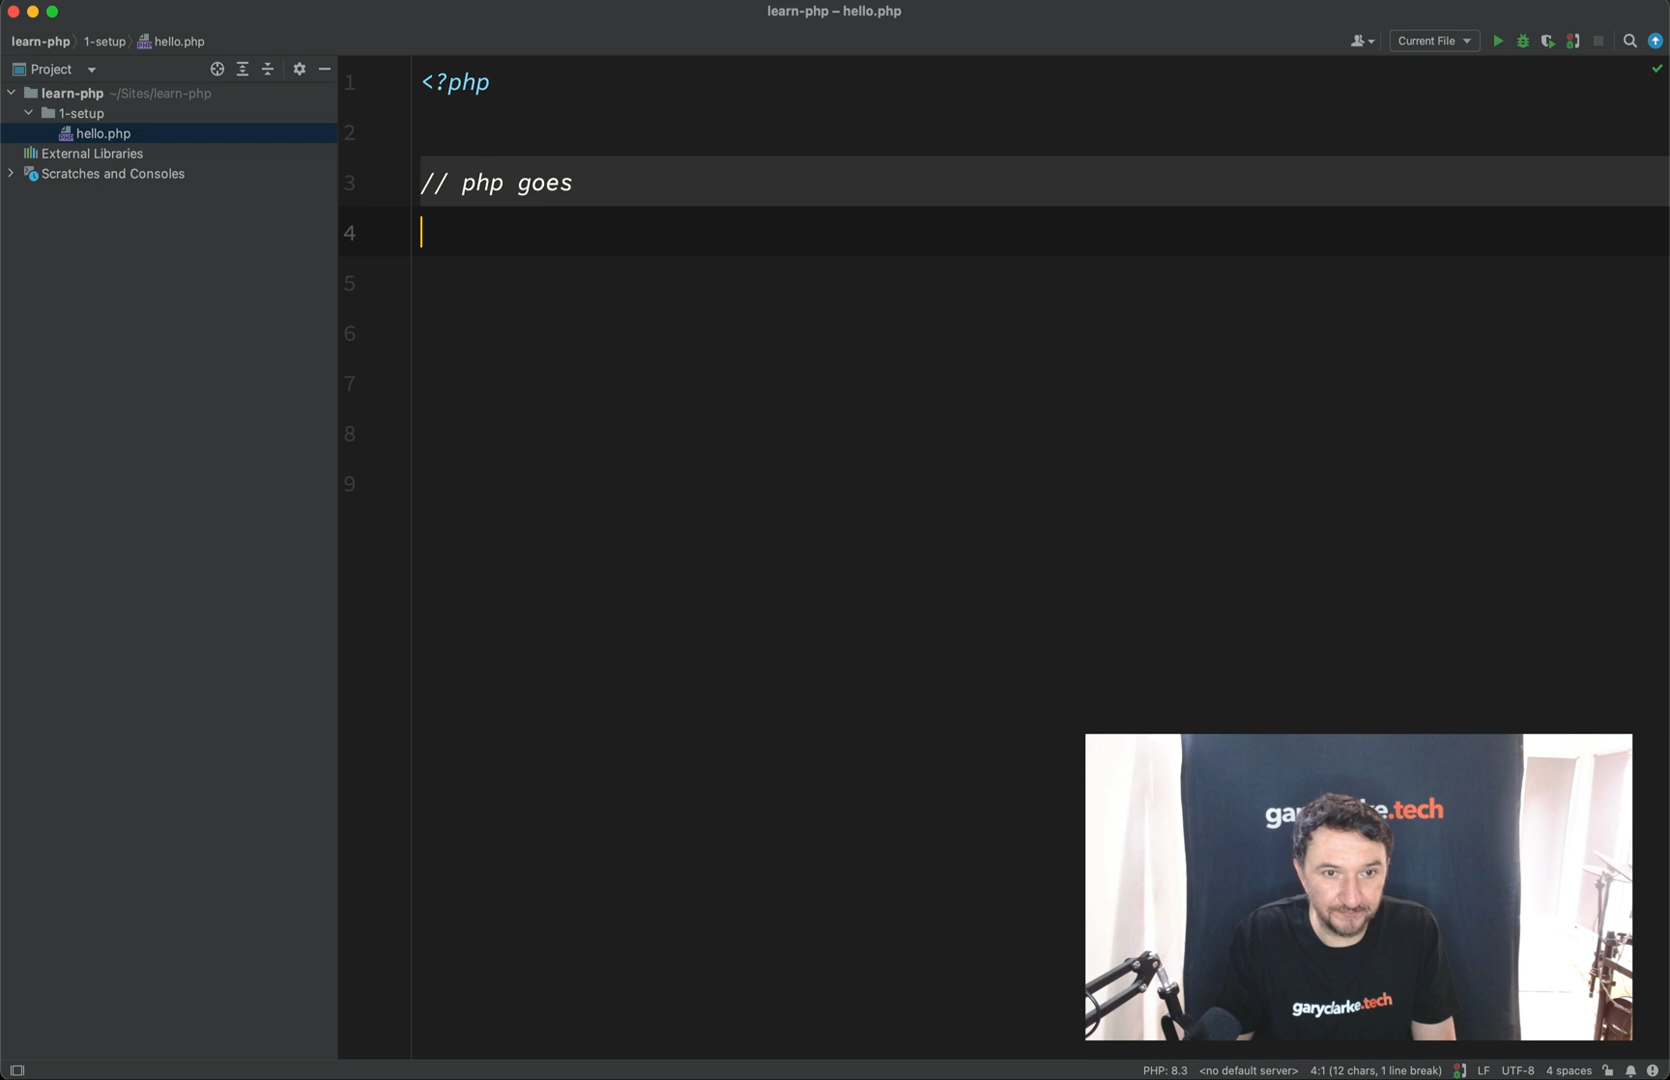 learn-php – hello.php
learn-php 1-setup hello.php
Current File
Project
learn-php ~/Sites/learn-php
1-setup
hello.php
External Libraries
Scratches and Consoles
1 <?php
2
3 // php goes
4
5
6
7
8
9
.tech
garyclarke.tech
PHP: 8.3 <no default server> 4:1 (12 chars, 1 line break) LF UTF-8 4 spaces